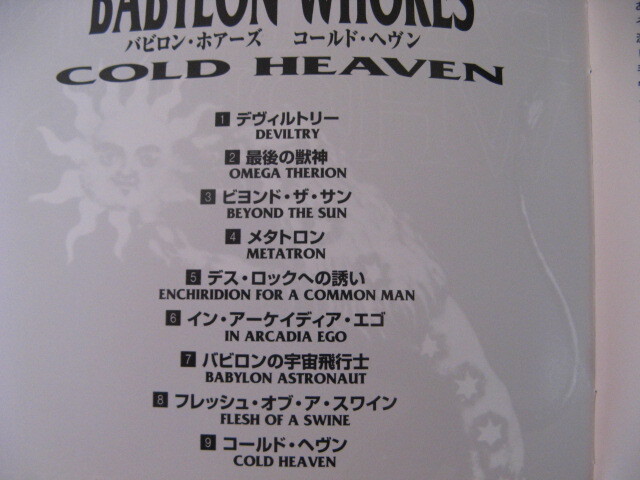 BABYLON WHORES
バビロン・ホアーズ　コールド・ヘヴン
COLD HEAVEN
1 デヴィルトリー
DEVILTRY
2 最後の獣神
OMEGA THERION
3 ビヨンド・ザ・サン
BEYOND THE SUN
4 メタトロン
METATRON
5 デス・ロックへの誘い
ENCHIRIDION FOR A COMMON MAN
6 イン・アーケイディア・エゴ
IN ARCADIA EGO
7 バビロンの宇宙飛行士
BABYLON ASTRONAUT
8 フレッシュ・オブ・ア・スワイン
FLESH OF A SWINE
9 コールド・ヘヴン
COLD HEAVEN